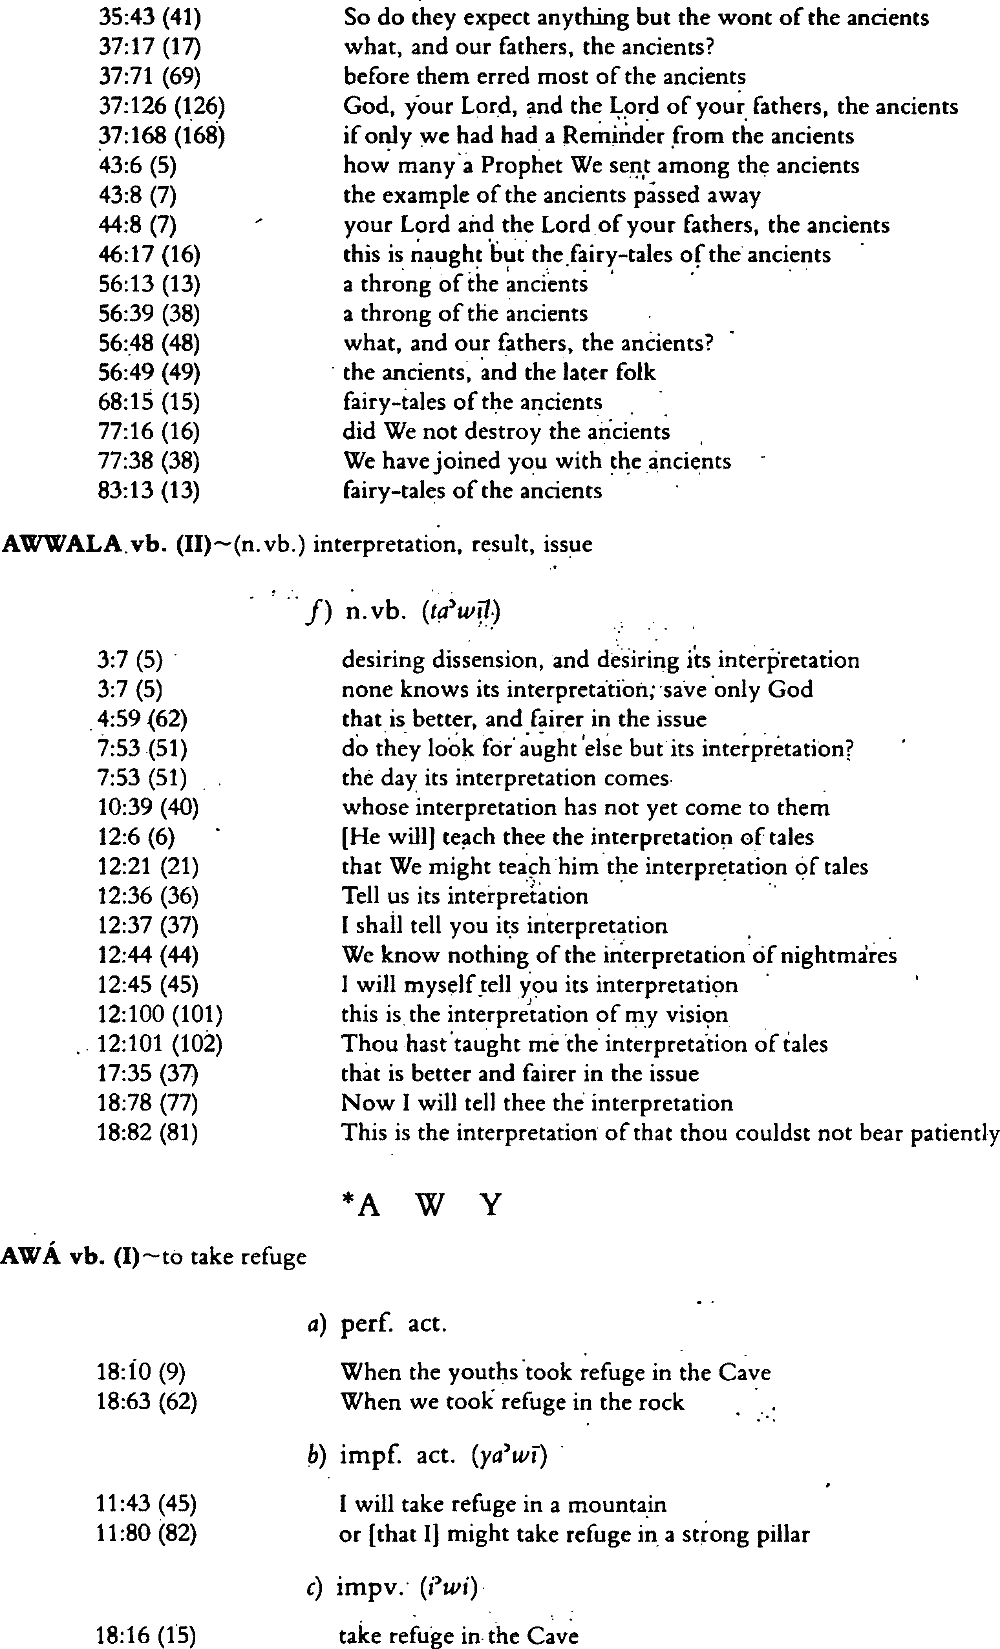 35:43 (41) So do they expect anything but the wont of the ancients
37:17 (17) what, and our fathers, the ancients?
37:71 (69) before them erred most of the ancients
37:126 (126) God, your Lord, and the Lord of your fathers, the ancients
37:168 (168) if only we had had a Reminder from the ancients
43:6 (5) how many a Prophet We sent among the ancients
43:8 (7) the example of the ancients passed away
44:8 (7) your Lord and the Lord of your fathers, the ancients
46:17 (16) this is naught but the fairy-tales of the ancients
56:13 (13) a throng of the ancients
56:39 (38) a throng of the ancients
56:48 (48) what, and our fathers, the ancients?
56:49 (49) the ancients, and the later folk
68:15 (15) fairy-tales of the ancients
77:16 (16) did We not destroy the ancients
77:38 (38) We have joined you with the ancients
83:13 (13) fairy-tales of the ancients
AWWALA vb. (II)~(n.vb.) interpretation, result, issue
f) n.vb. (taʾwīl)
3:7 (5) desiring dissension, and desiring its interpretation
3:7 (5) none knows its interpretation, save only God
4:59 (62) that is better, and fairer in the issue
7:53 (51) do they look for aught else but its interpretation?
7:53 (51) the day its interpretation comes
10:39 (40) whose interpretation has not yet come to them
12:6 (6) [He will] teach thee the interpretation of tales
12:21 (21) that We might teach him the interpretation of tales
12:36 (36) Tell us its interpretation
12:37 (37) I shall tell you its interpretation
12:44 (44) We know nothing of the interpretation of nightmares
12:45 (45) I will myself tell you its interpretation
12:100 (101) this is the interpretation of my vision
12:101 (102) Thou hast taught me the interpretation of tales
17:35 (37) that is better and fairer in the issue
18:78 (77) Now I will tell thee the interpretation
18:82 (81) This is the interpretation of that thou couldst not bear patiently
*A W Y
AWÁ vb. (I)~to take refuge
a) perf. act.
18:10 (9) When the youths took refuge in the Cave
18:63 (62) When we took refuge in the rock
b) impf. act. (yaʾwī)
11:43 (45) I will take refuge in a mountain
11:80 (82) or [that I] might take refuge in a strong pillar
c) impv. (iʾwi)
18:16 (15) take refuge in the Cave